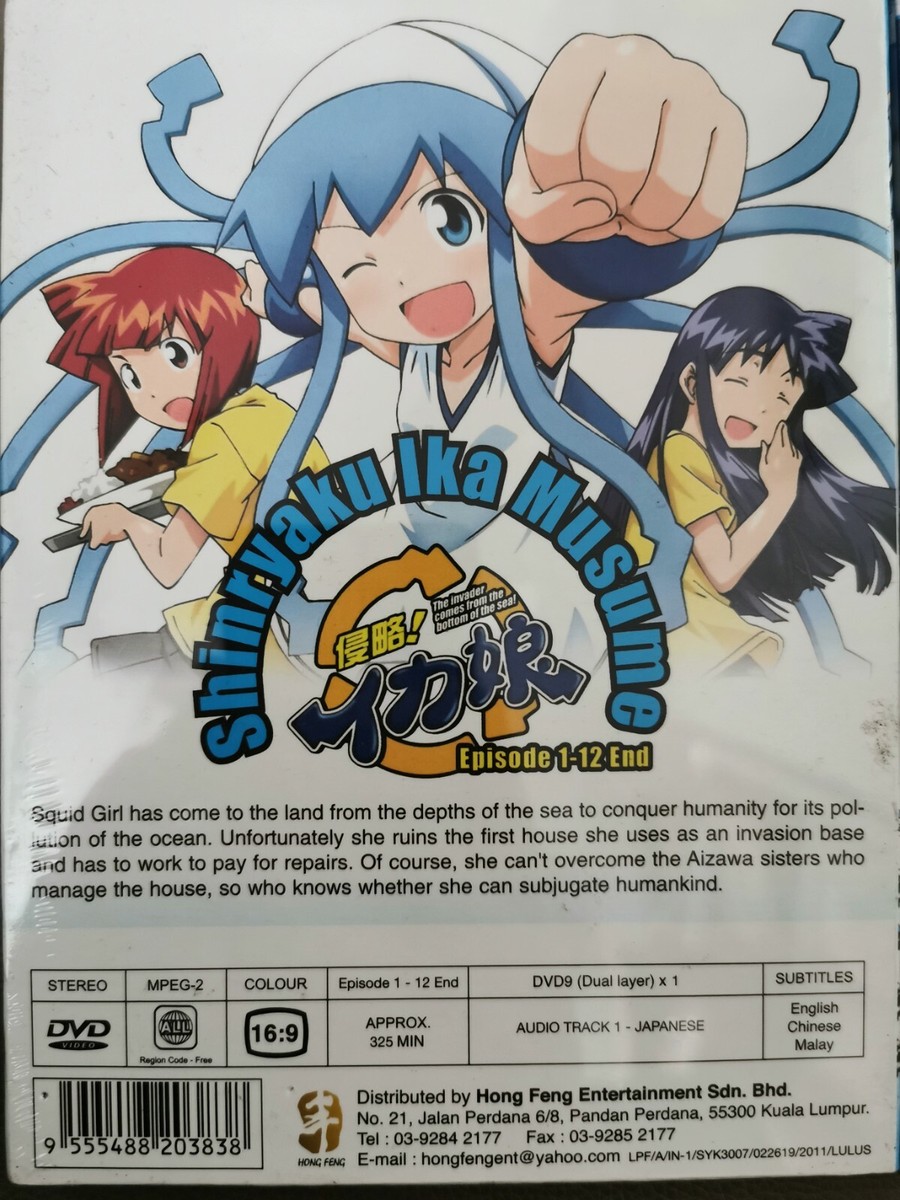 Shinryaku Ika Musume
侵略!
The invader
comes from the
bottom of the sea!
イカ娘
Episode 1-12 End
Squid Girl has come to the land from the depths of the sea to conquer humanity for its pol-
lution of the ocean. Unfortunately she ruins the first house she uses as an invasion base
and has to work to pay for repairs. Of course, she can't overcome the Aizawa sisters who
manage the house, so who knows whether she can subjugate humankind.
STEREO
MPEG-2
COLOUR
Episode 1 - 12 End
DVD9 (Dual layer) x 1
SUBTITLES
DVD
VIDEO
ALL
Region Code - Free
16:9
APPROX.
325 MIN
AUDIO TRACK 1 - JAPANESE
English
Chinese
Malay
9 555488 203838
HONG FENG
Distributed by Hong Feng Entertainment Sdn. Bhd.
No. 21, Jalan Perdana 6/8, Pandan Perdana, 55300 Kuala Lumpur.
Tel : 03-9284 2177 Fax : 03-9285 2177
E-mail : hongfengent@yahoo.com LPF/A/IN-1/SYK3007/022619/2011/LULUS